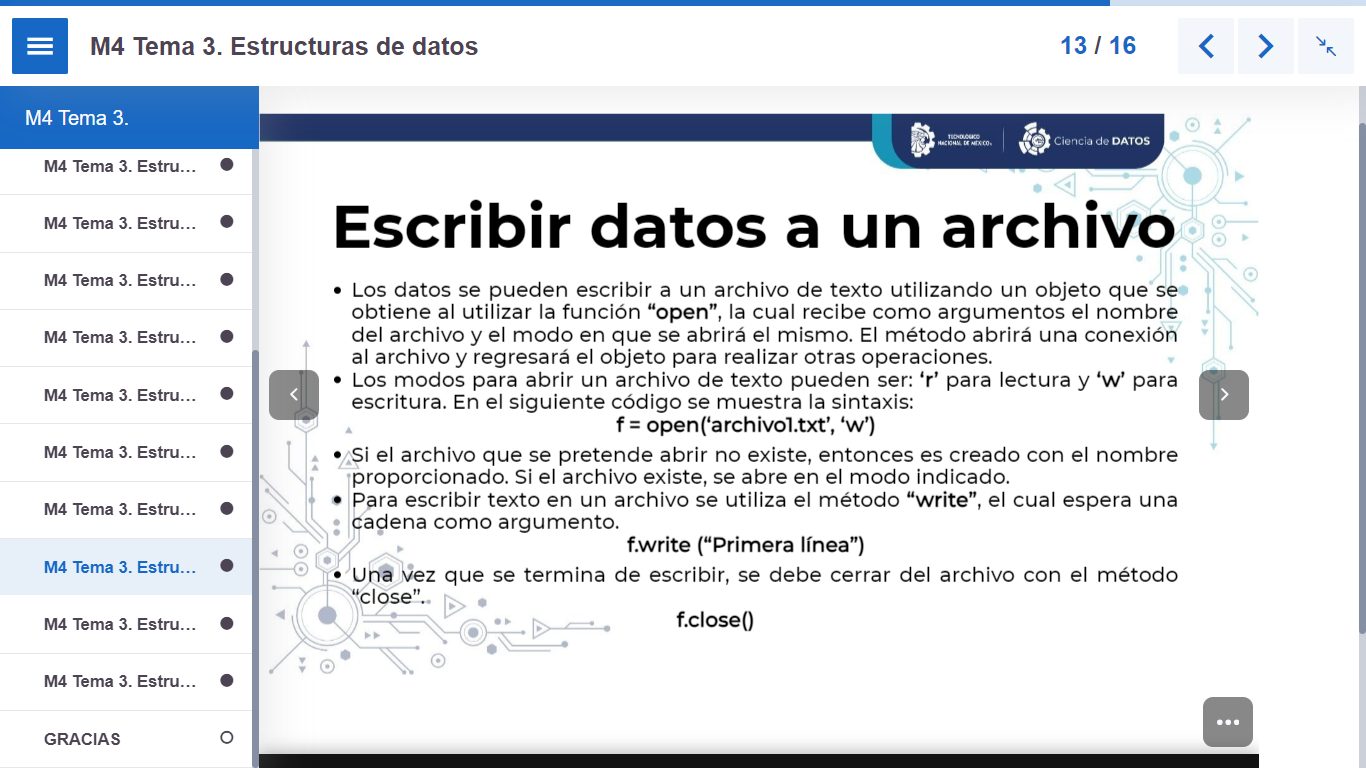 M4 Tema 3. Estructuras de datos
13 / 16
M4 Tema 3.
M4 Tema 3. Estru...
M4 Tema 3. Estru...
M4 Tema 3. Estru...
M4 Tema 3. Estru...
M4 Tema 3. Estru...
M4 Tema 3. Estru...
M4 Tema 3. Estru...
M4 Tema 3. Estru...
M4 Tema 3. Estru...
M4 Tema 3. Estru...
GRACIAS
TECNOLÓGICO
NACIONAL DE MÉXICO
Ciencia de DATOS
Escribir datos a un archivo
• Los datos se pueden escribir a un archivo de texto utilizando un objeto que se
obtiene al utilizar la función “open”, la cual recibe como argumentos el nombre
del archivo y el modo en que se abrirá el mismo. El método abrirá una conexión
al archivo y regresará el objeto para realizar otras operaciones.
• Los modos para abrir un archivo de texto pueden ser: ‘r’ para lectura y ‘w’ para
escritura. En el siguiente código se muestra la sintaxis:
f = open(‘archivo1.txt’, ‘w’)
• Si el archivo que se pretende abrir no existe, entonces es creado con el nombre
proporcionado. Si el archivo existe, se abre en el modo indicado.
• Para escribir texto en un archivo se utiliza el método “write”, el cual espera una
cadena como argumento.
f.write (“Primera línea”)
• Una vez que se termina de escribir, se debe cerrar del archivo con el método
“close”.
f.close()